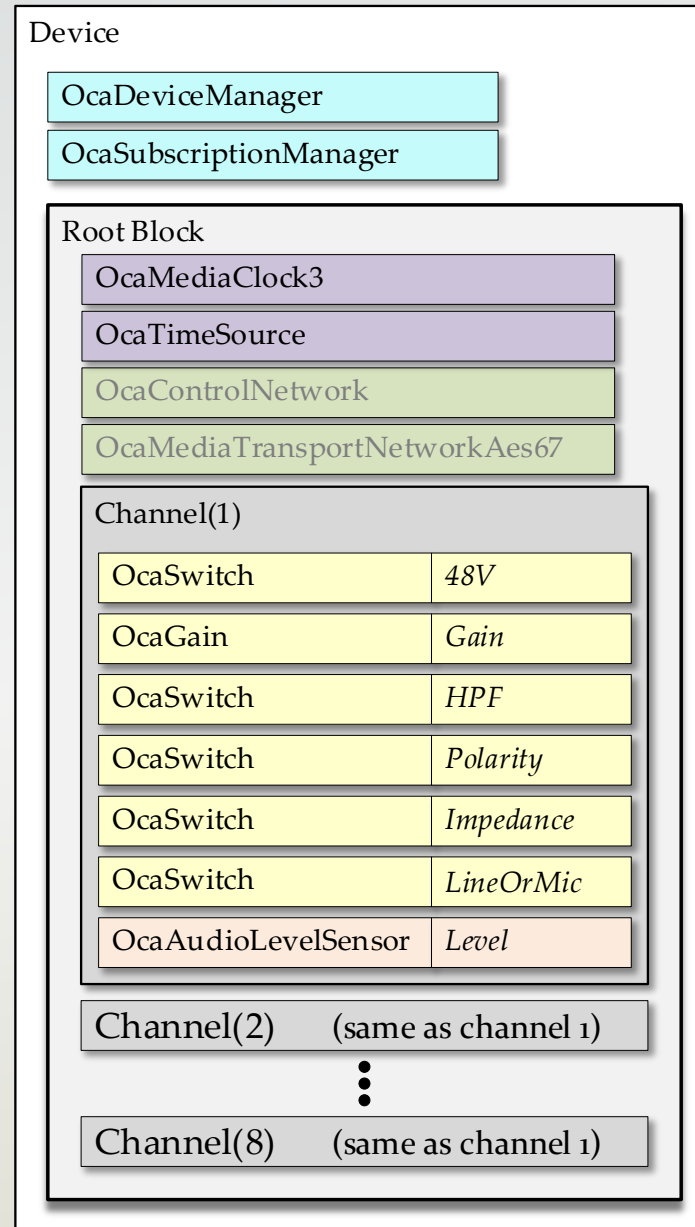 Device
OcaDeviceManager
OcaSubscriptionManager
Root Block
OcaMediaClock3
OcaTimeSource
OcaControlNetwork
OcaMediaTransportNetworkAes67
Channel(1)
OcaSwitch 48V
OcaGain Gain
OcaSwitch HPF
OcaSwitch Polarity
OcaSwitch Impedance
OcaSwitch LineOrMic
OcaAudioLevelSensor Level
Channel(2) (same as channel 1)
Channel(8) (same as channel 1)